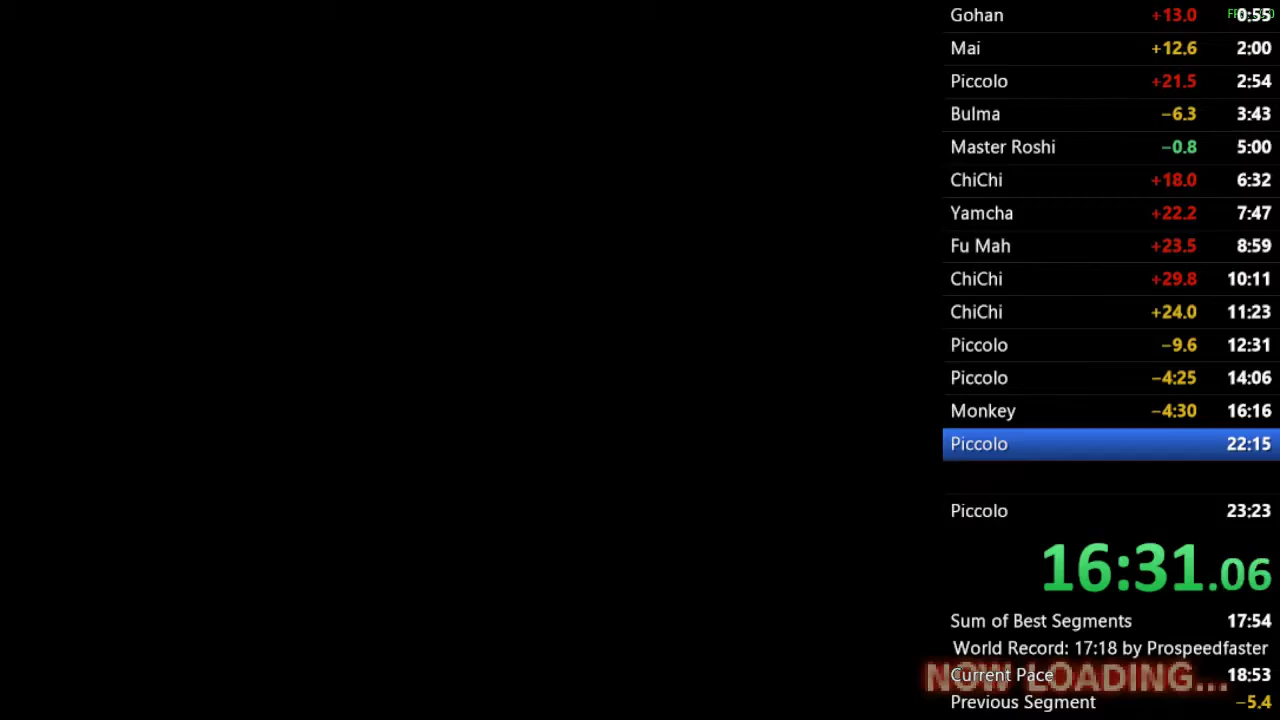 Gohan +13.0 0:55
Mai +12.6 2:00
Piccolo +21.5 2:54
Bulma −6.3 3:43
Master Roshi −0.8 5:00
ChiChi +18.0 6:32
Yamcha +22.2 7:47
Fu Mah +23.5 8:59
ChiChi +29.8 10:11
ChiChi +24.0 11:23
Piccolo −9.6 12:31
Piccolo −4:25 14:06
Monkey −4:30 16:16
Piccolo 22:15
Piccolo 23:23
16:31.06
Sum of Best Segments 17:54
World Record: 17:18 by Prospeedfaster
Current Pace 18:53
NOW LOADING...
Previous Segment −5.4